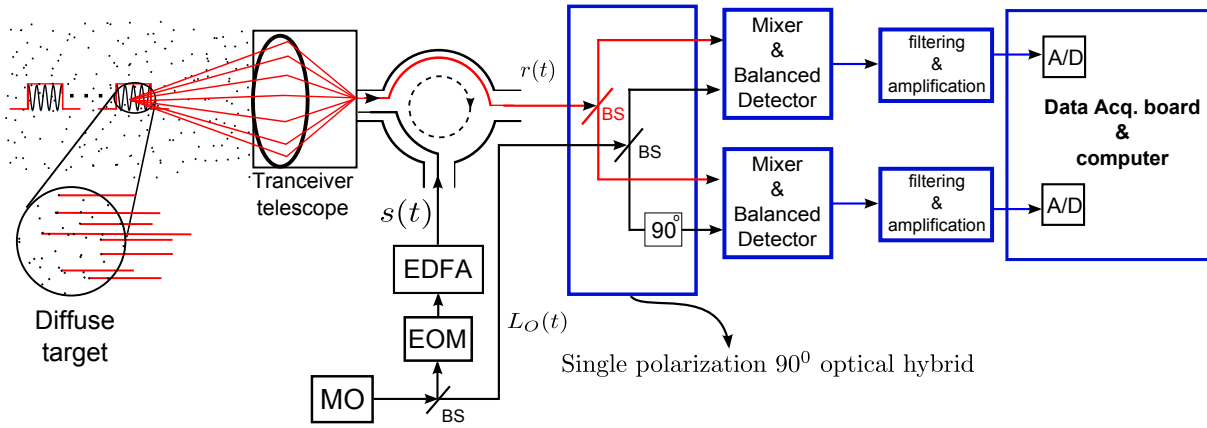 r(t)
BS
BS
Mixer
&
Balanced
Detector
filtering
&
amplification
A/D
Data Acq. board
&
computer
Tranceiver
telescope
s(t)
BS
90°
Mixer
&
Balanced
Detector
filtering
&
amplification
A/D
EDFA
EOM
L_O(t)
Diffuse
target
MO
BS
Single polarization 90⁰ optical hybrid